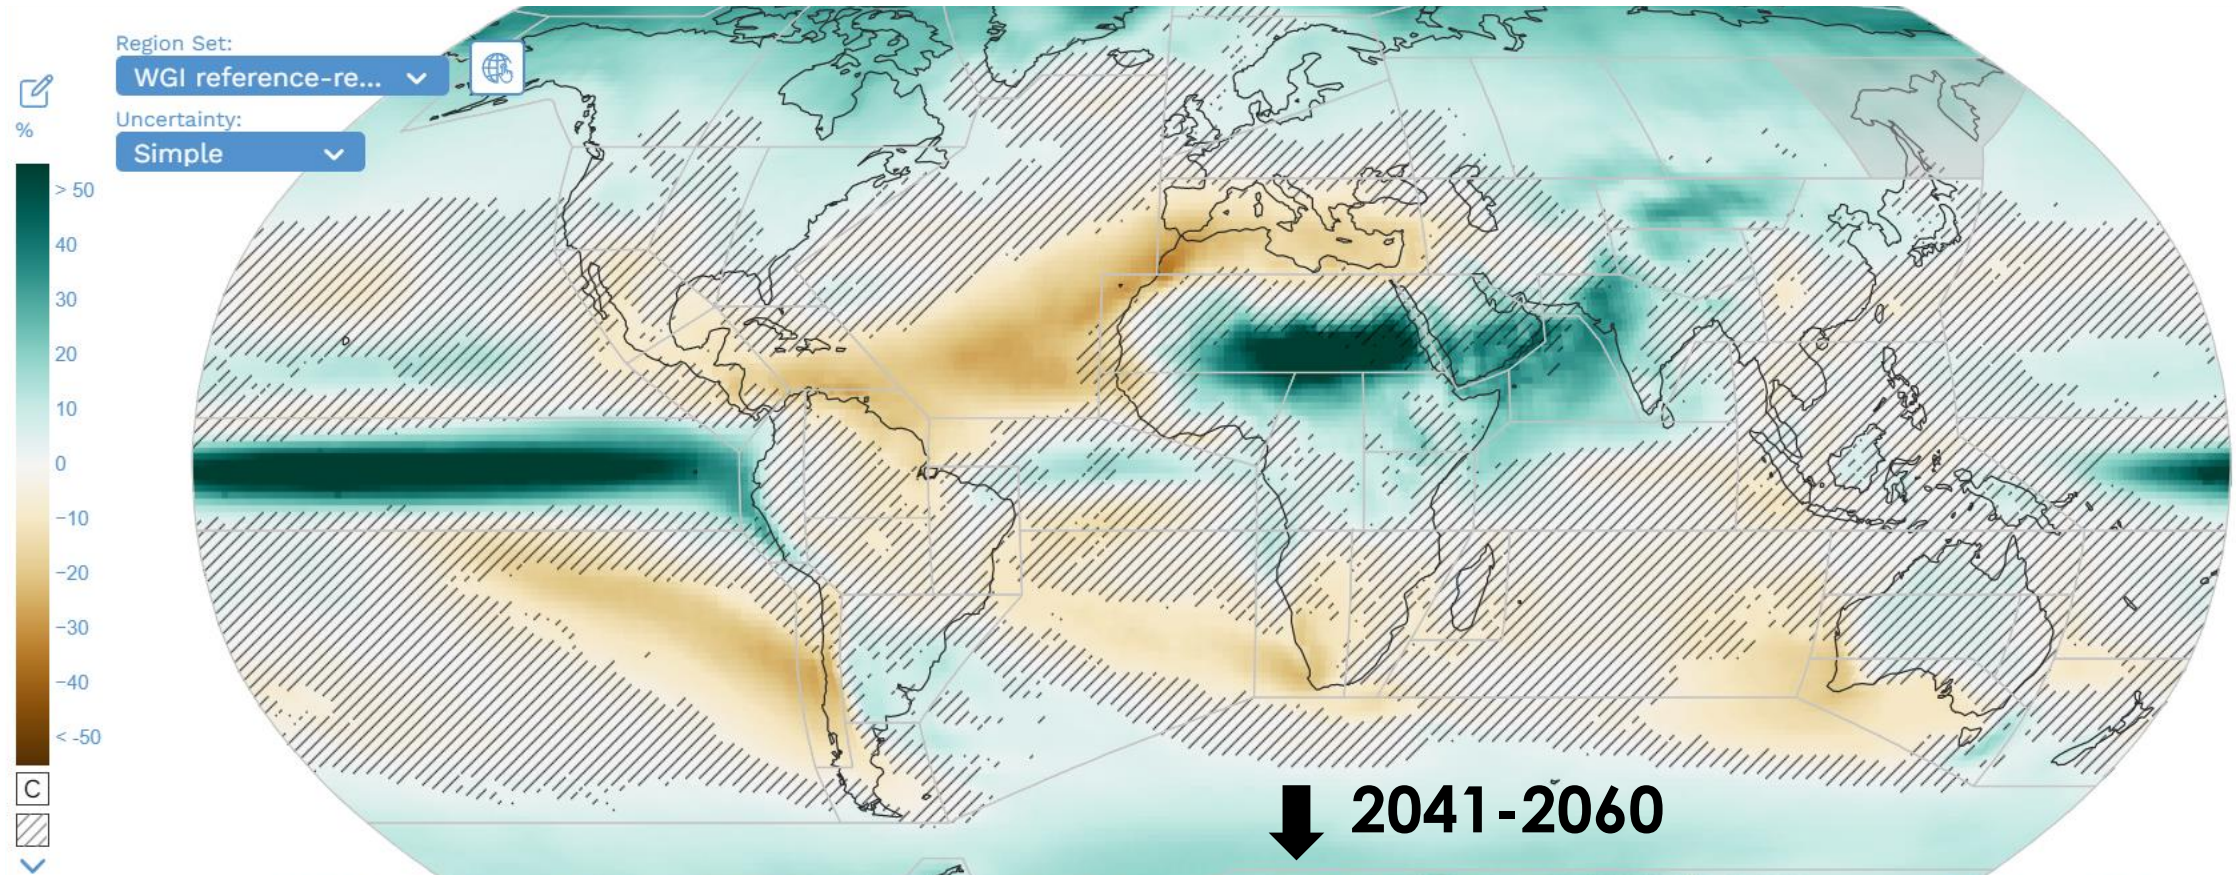 Region Set:
WGI reference-re...
Uncertainty:
Simple
%
> 50
40
30
20
10
0
−10
−20
−30
−40
< -50
C
2041-2060